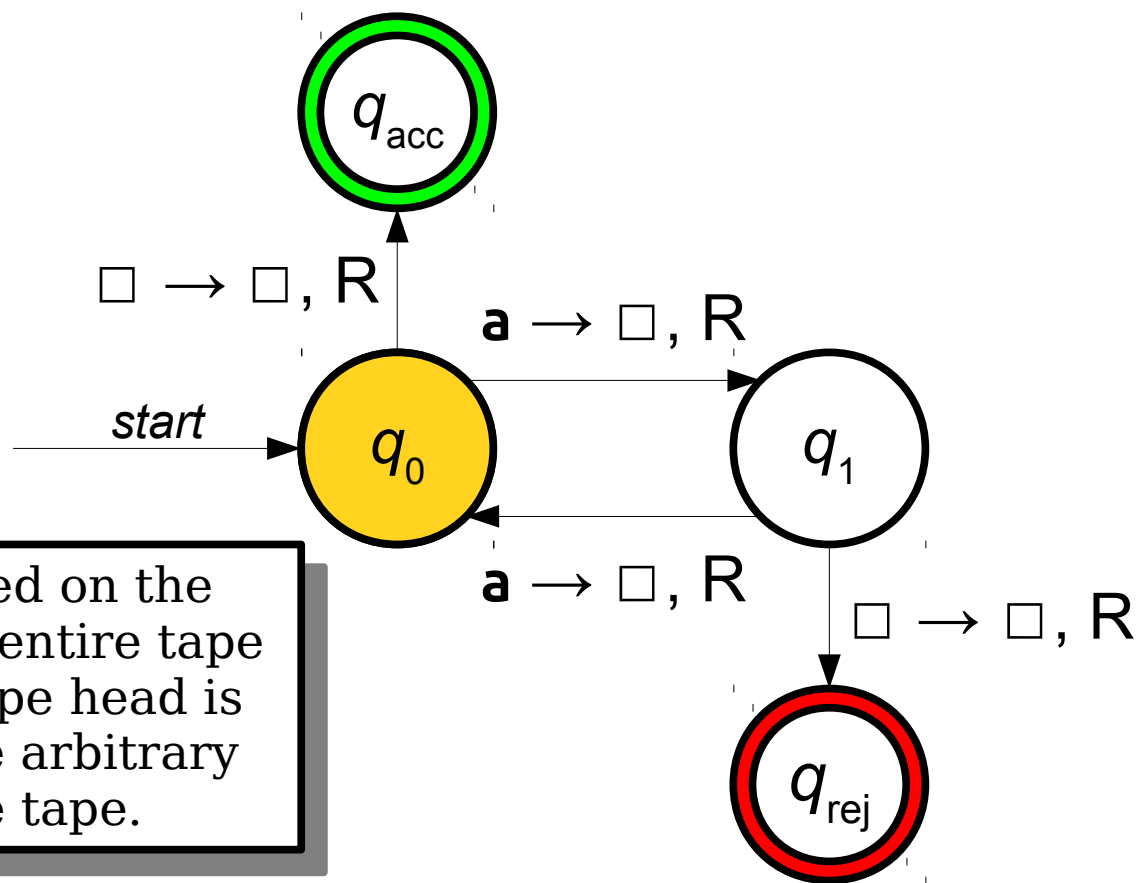 q_acc
□ → □, R
a → □, R
start
q_0
q_1
a → □, R
□ → □, R
ed on the
entire tape
pe head is
e arbitrary
e tape.
q_rej